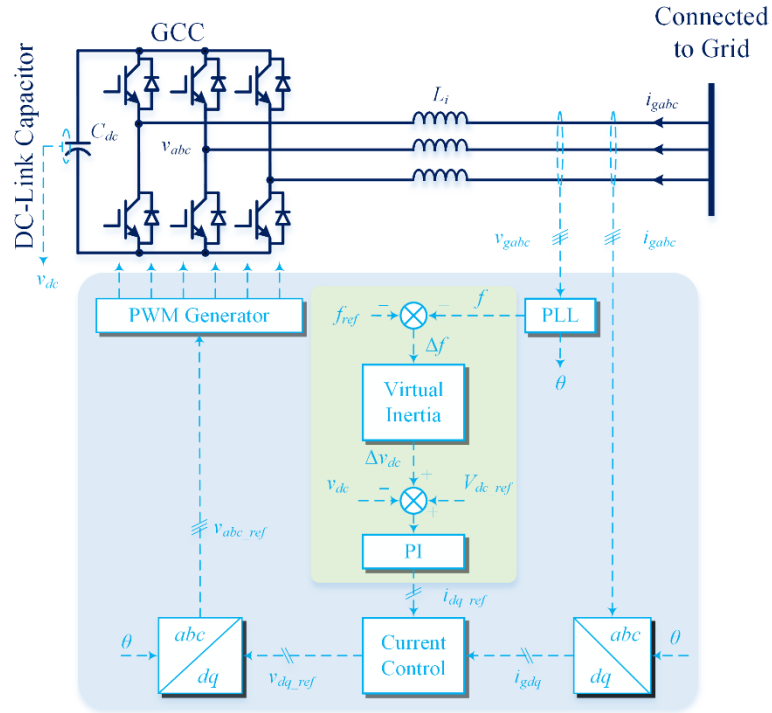 GCC
Connected
to Grid
DC-Link Capacitor
C_dc
L_i
i_gabc
v_abc
v_dc
v_gabc
i_gabc
PWM Generator
f_ref
−
−
f
PLL
Δf
θ
Virtual
Inertia
Δv_dc
+
v_dc
−
V_dc_ref
+
v_abc_ref
PI
i_dq_ref
θ
abc
dq
v_dq_ref
Current
Control
i_gdq
abc
dq
θ